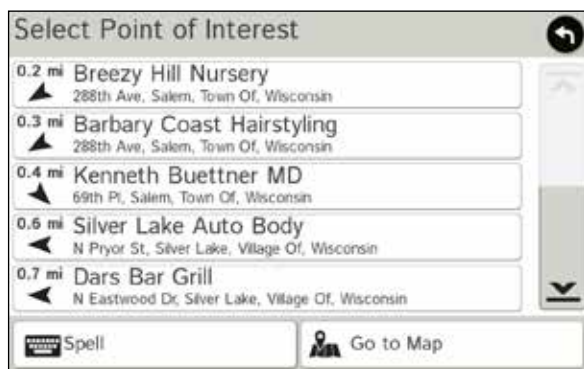 Select Point of Interest
0.2 mi Breezy Hill Nursery
288th Ave, Salem, Town Of, Wisconsin
0.3 mi Barbary Coast Hairstyling
288th Ave, Salem, Town Of, Wisconsin
0.4 mi Kenneth Buettner MD
69th Pl, Salem, Town Of, Wisconsin
0.6 mi Silver Lake Auto Body
N Pryor St, Silver Lake, Village Of, Wisconsin
0.7 mi Dars Bar Grill
N Eastwood Dr, Silver Lake, Village Of, Wisconsin
Spell
Go to Map